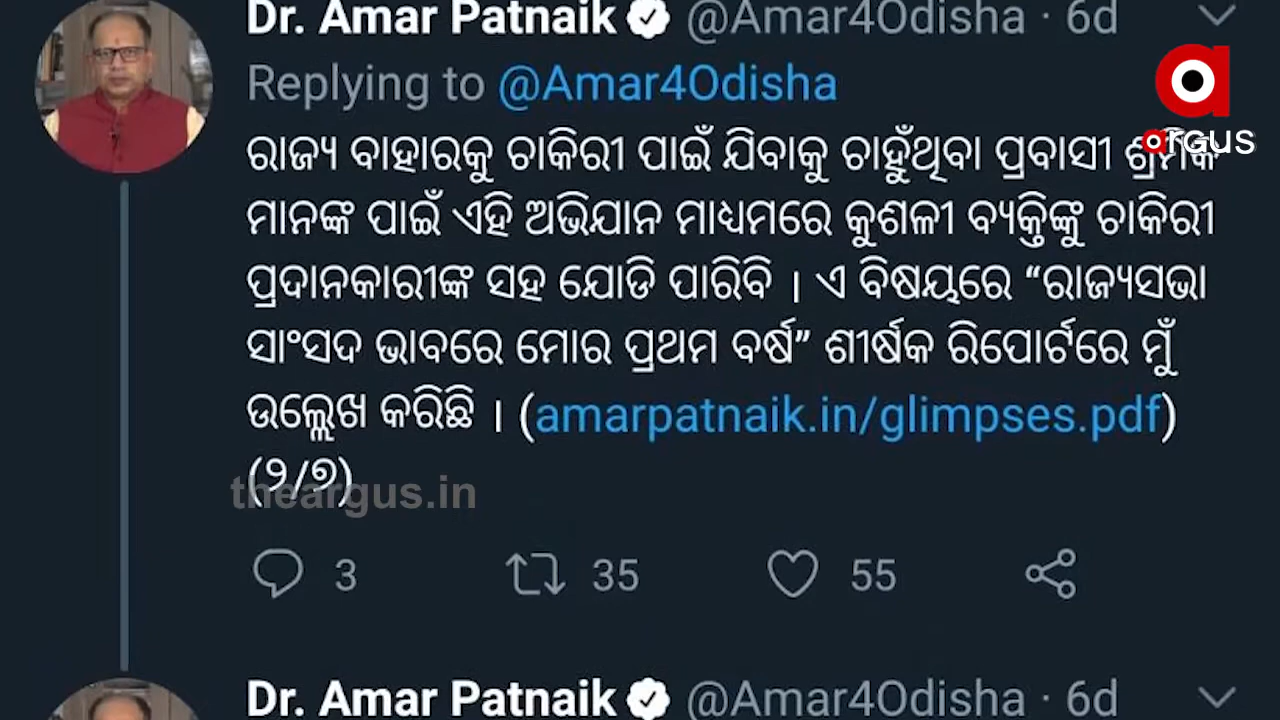 Dr. Amar Patnaik @Amar4Odisha · 6d
Replying to @Amar4Odisha
argus
ରାଜ୍ୟ ବାହାରକୁ ଚାକିରୀ ପାଇଁ ଯିବାକୁ ଚାହୁଁଥିବା ପ୍ରବାସୀ ଶ୍ରମିକ
ମାନଙ୍କ ପାଇଁ ଏହି ଅଭିଯାନ ମାଧ୍ୟମରେ କୁଶଳୀ ବ୍ୟକ୍ତିଙ୍କୁ ଚାକିରୀ
ପ୍ରଦାନକାରୀଙ୍କ ସହ ଯୋଡି ପାରିବି । ଏ ବିଷୟରେ “ରାଜ୍ୟସଭା
ସାଂସଦ ଭାବରେ ମୋର ପ୍ରଥମ ବର୍ଷ” ଶୀର୍ଷକ ରିପୋର୍ଟରେ ମୁଁ
ଉଲ୍ଲେଖ କରିଛି । (amarpatnaik.in/glimpses.pdf)
(୨/୭)
theargus.in
3 35 55
Dr. Amar Patnaik @Amar4Odisha · 6d